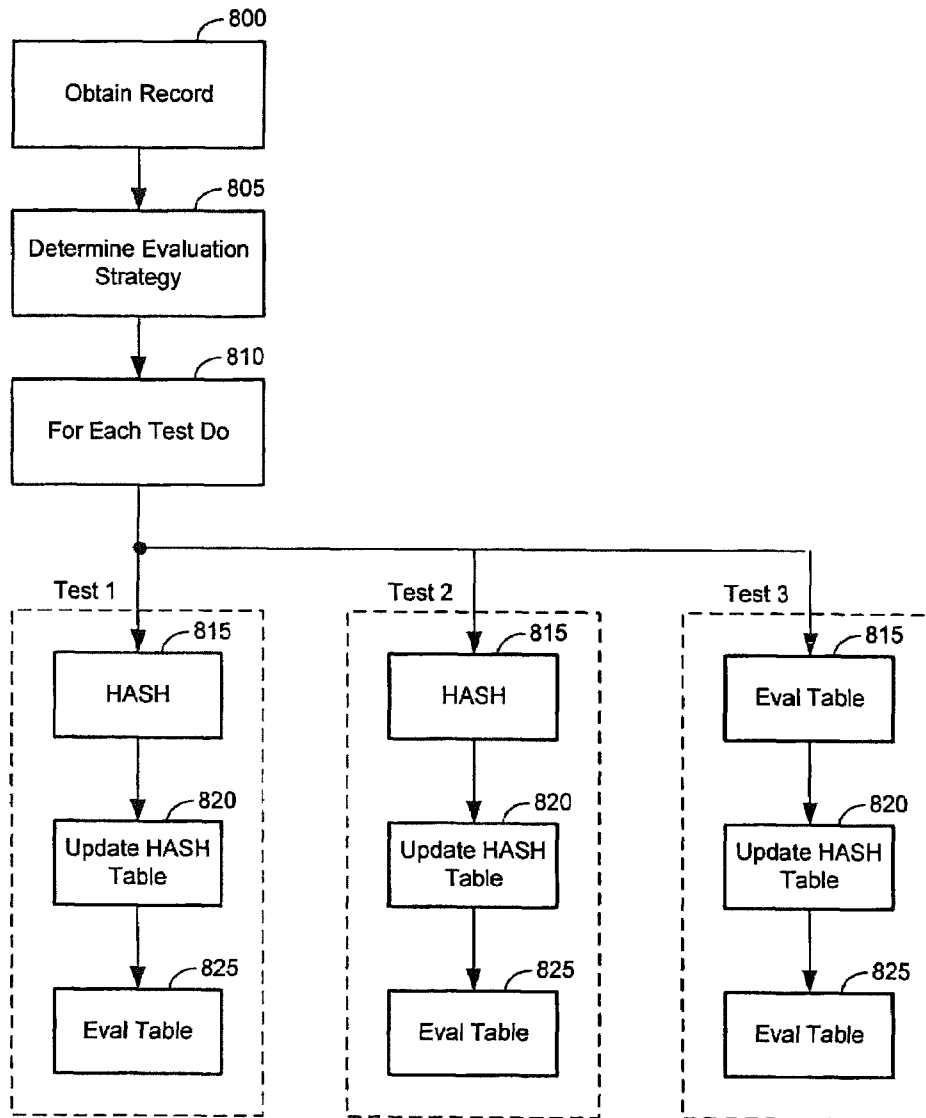 800
Obtain Record
805
Determine Evaluation
Strategy
810
For Each Test Do
Test 1
815
HASH
820
Update HASH
Table
825
Eval Table
Test 2
815
HASH
820
Update HASH
Table
825
Eval Table
Test 3
815
Eval Table
820
Update HASH
Table
825
Eval Table